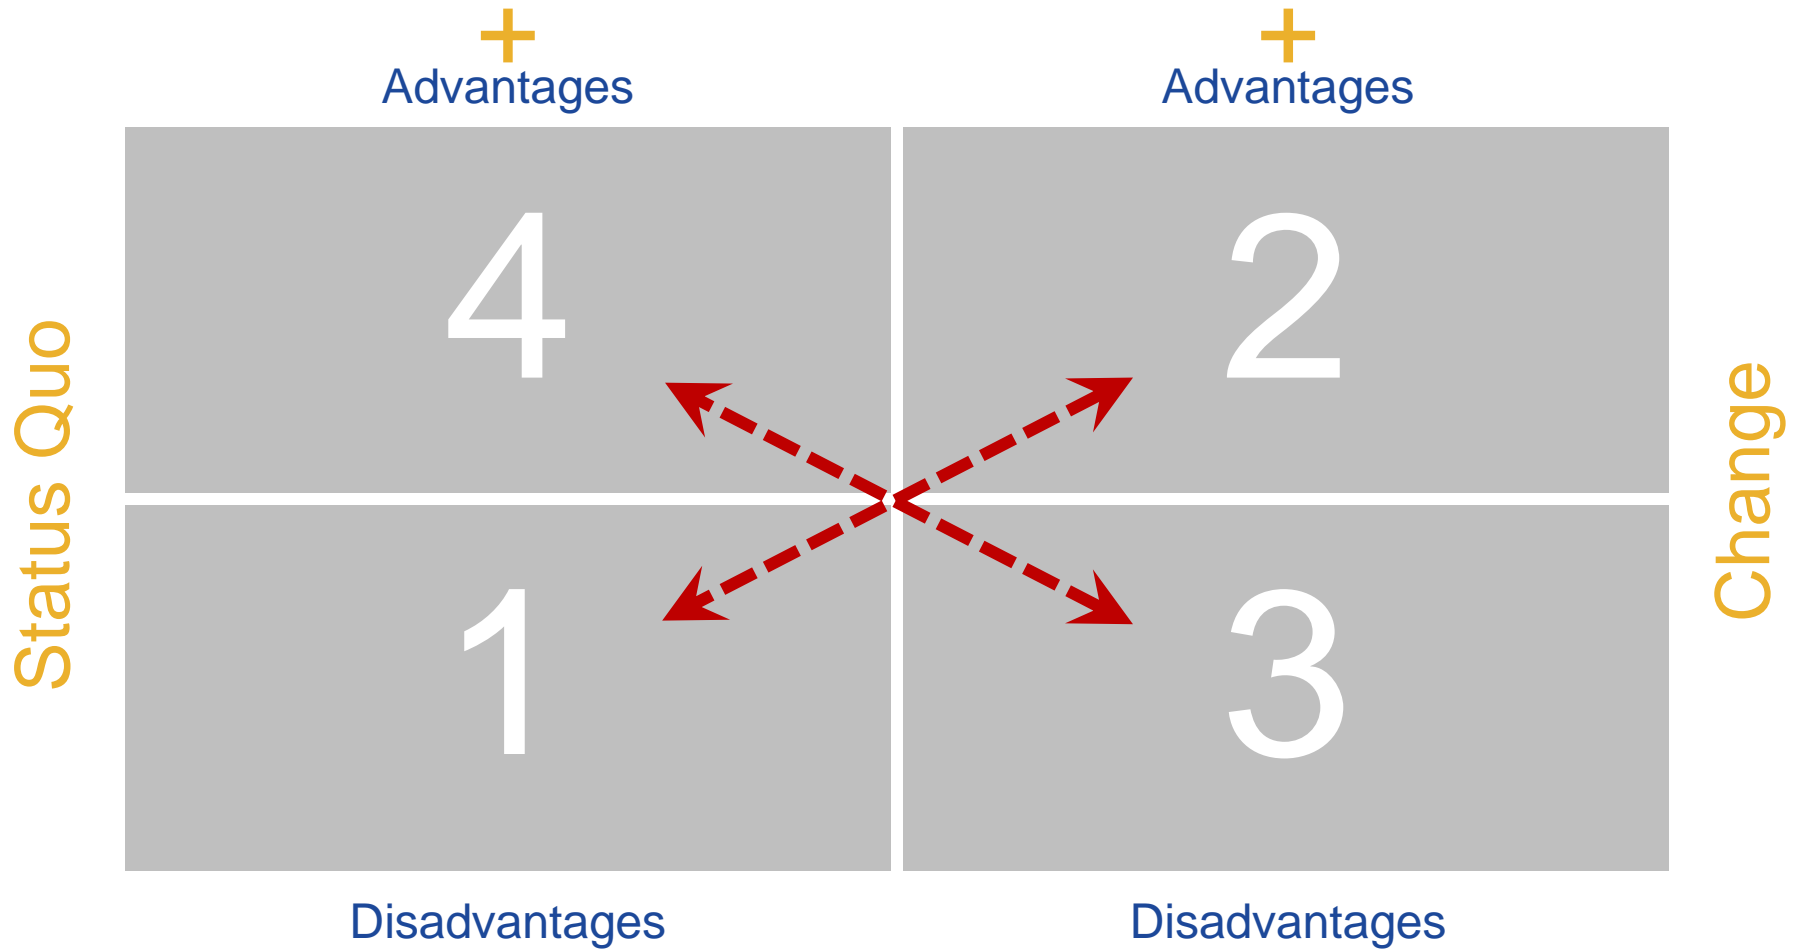 + +
Advantages Advantages
Status Quo
4 2
Change
1 3
Disadvantages Disadvantages